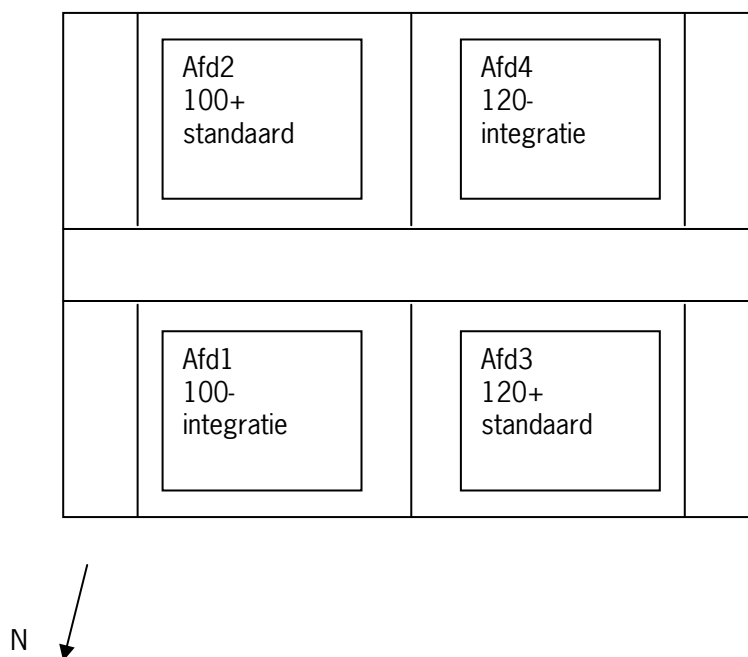 Afd2
100+
standaard
Afd4
120-
integratie
Afd1
100-
integratie
Afd3
120+
standaard
N